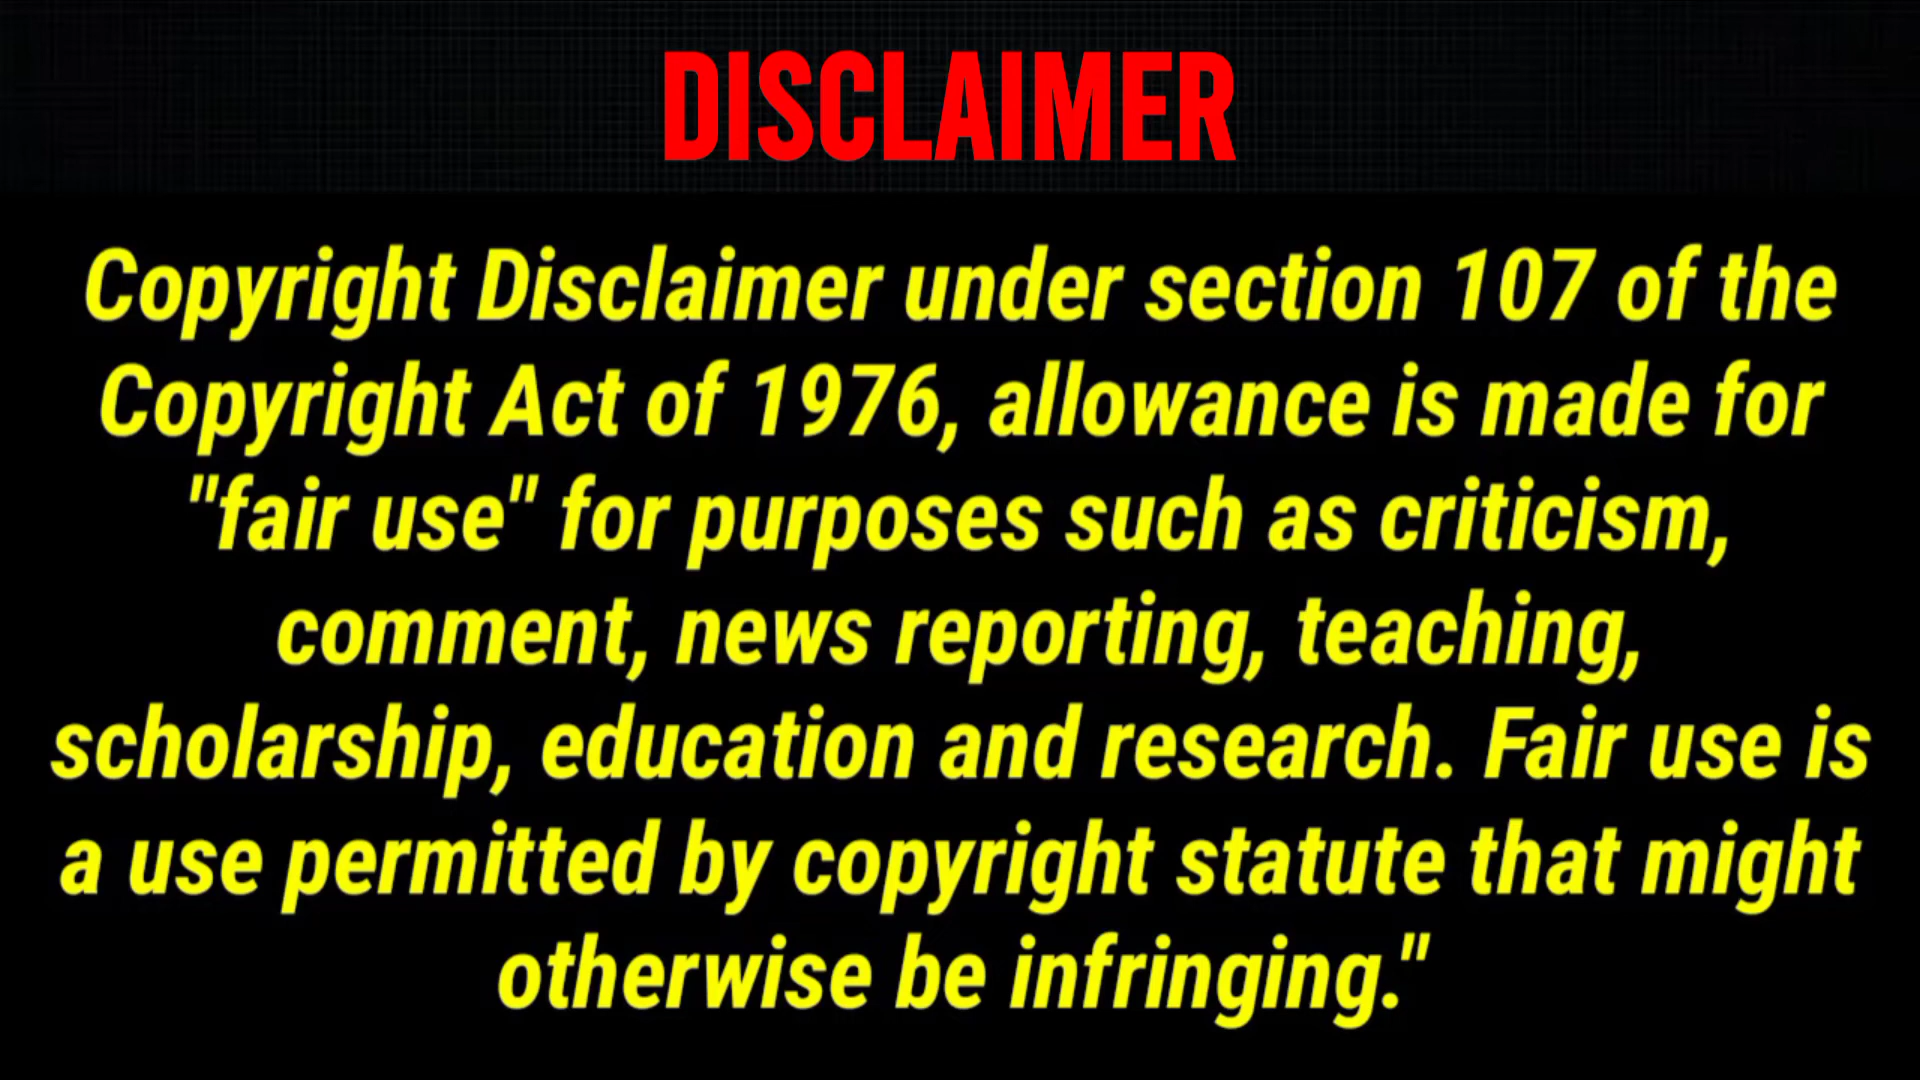 DISCLAIMER
Copyright Disclaimer under section 107 of the
Copyright Act of 1976, allowance is made for
"fair use" for purposes such as criticism,
comment, news reporting, teaching,
scholarship, education and research. Fair use is
a use permitted by copyright statute that might
otherwise be infringing."